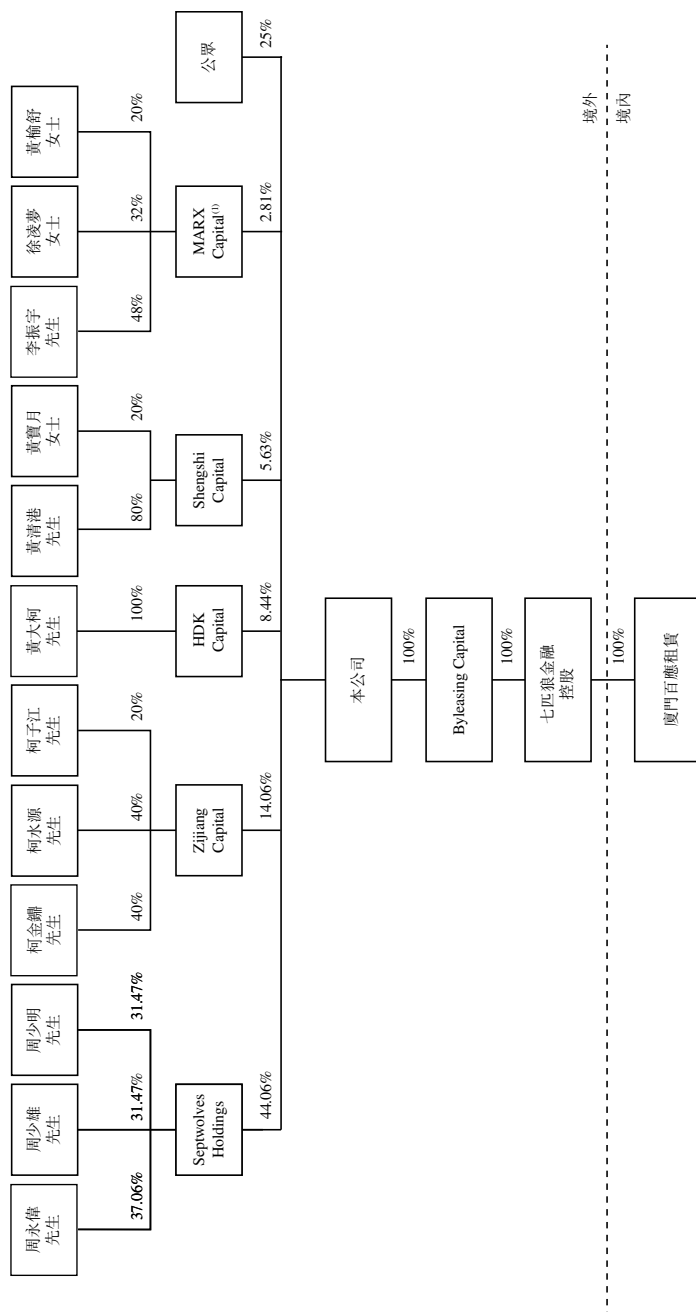 周永偉
先生
周少雄
先生
周少明
先生
柯金鐤
先生
柯水源
先生
柯子江
先生
黃大柯
先生
黃清港
先生
黃寶月
女士
李振宇
先生
徐凌夢
女士
黃榆舒
女士
37.06%
31.47%
31.47%
40%
40%
20%
100%
80%
20%
48%
32%
20%
Septwolves
Holdings
Zijiang
Capital
HDK
Capital
Shengshi
Capital
MARX
Capital(1)
公眾
44.06%
14.06%
8.44%
5.63%
2.81%
25%
本公司
100%
Byleasing Capital
100%
七匹狼金融
控股
境外
100%
境內
廈門百應租賃